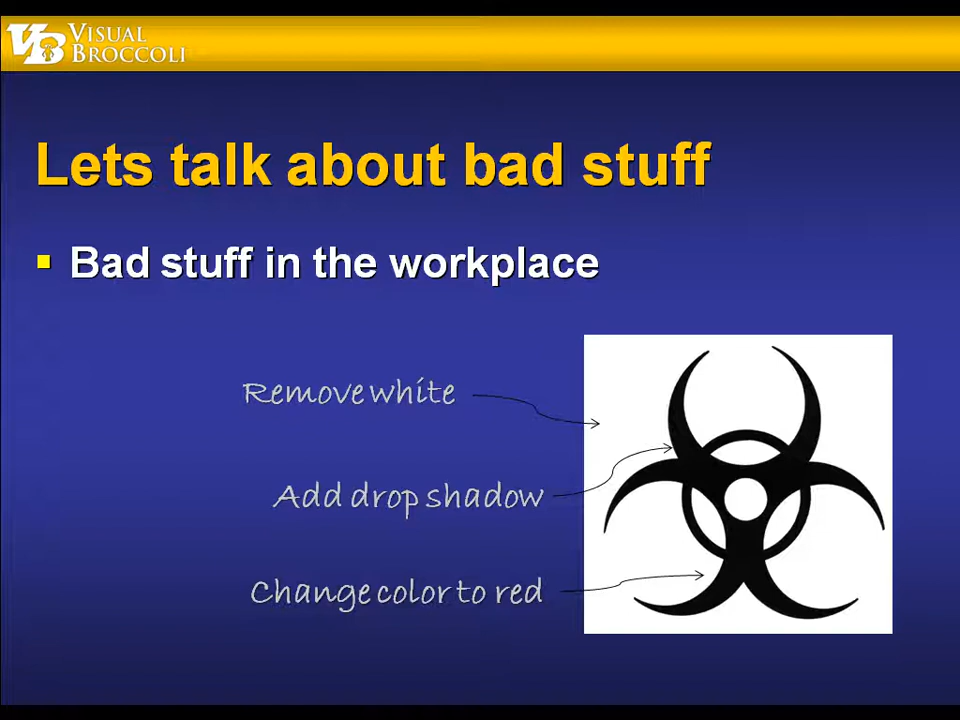 VB VISUAL
BROCCOLI
Lets talk about bad stuff
Bad stuff in the workplace
Remove white
Add drop shadow
Change color to red